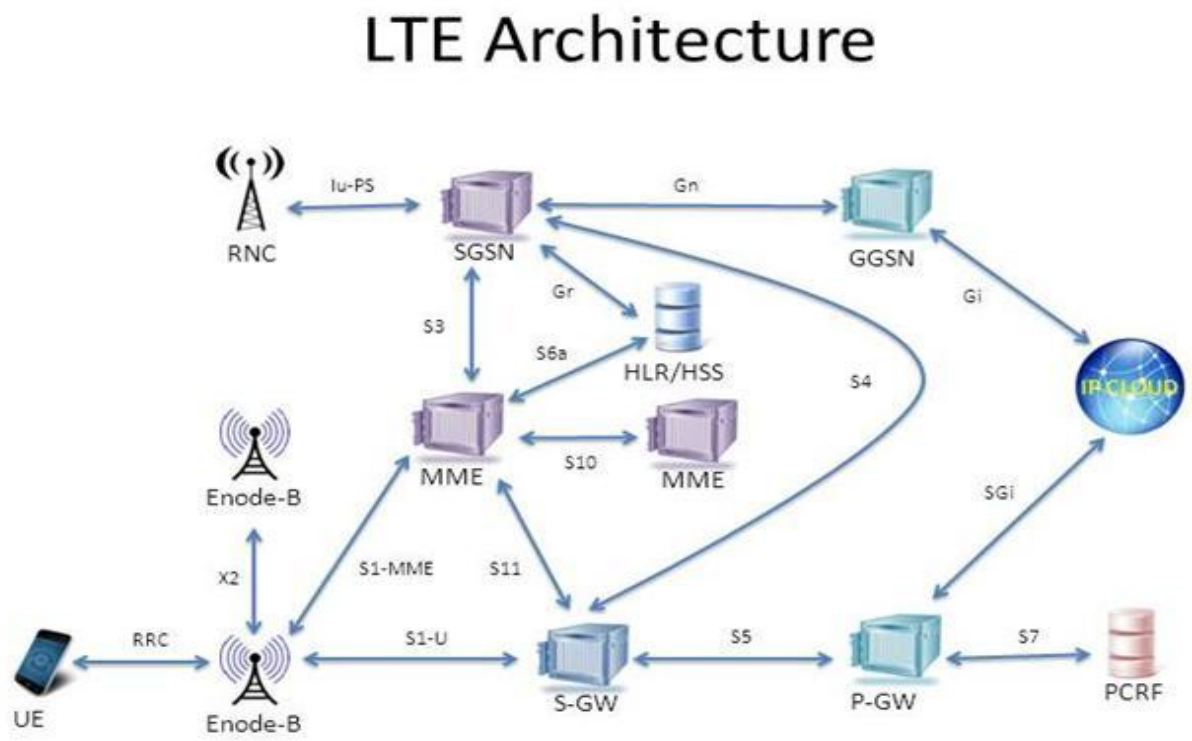 LTE Architecture
Iu-PS
Gn
RNC
SGSN
GGSN
Gr
Gi
S3
S6a
HLR/HSS
S4
IP CLOUD
MME
S10
MME
Enode-B
SGi
X2
S1-MME
S11
RRC
S1-U
S5
S7
UE
Enode-B
S-GW
P-GW
PCRF